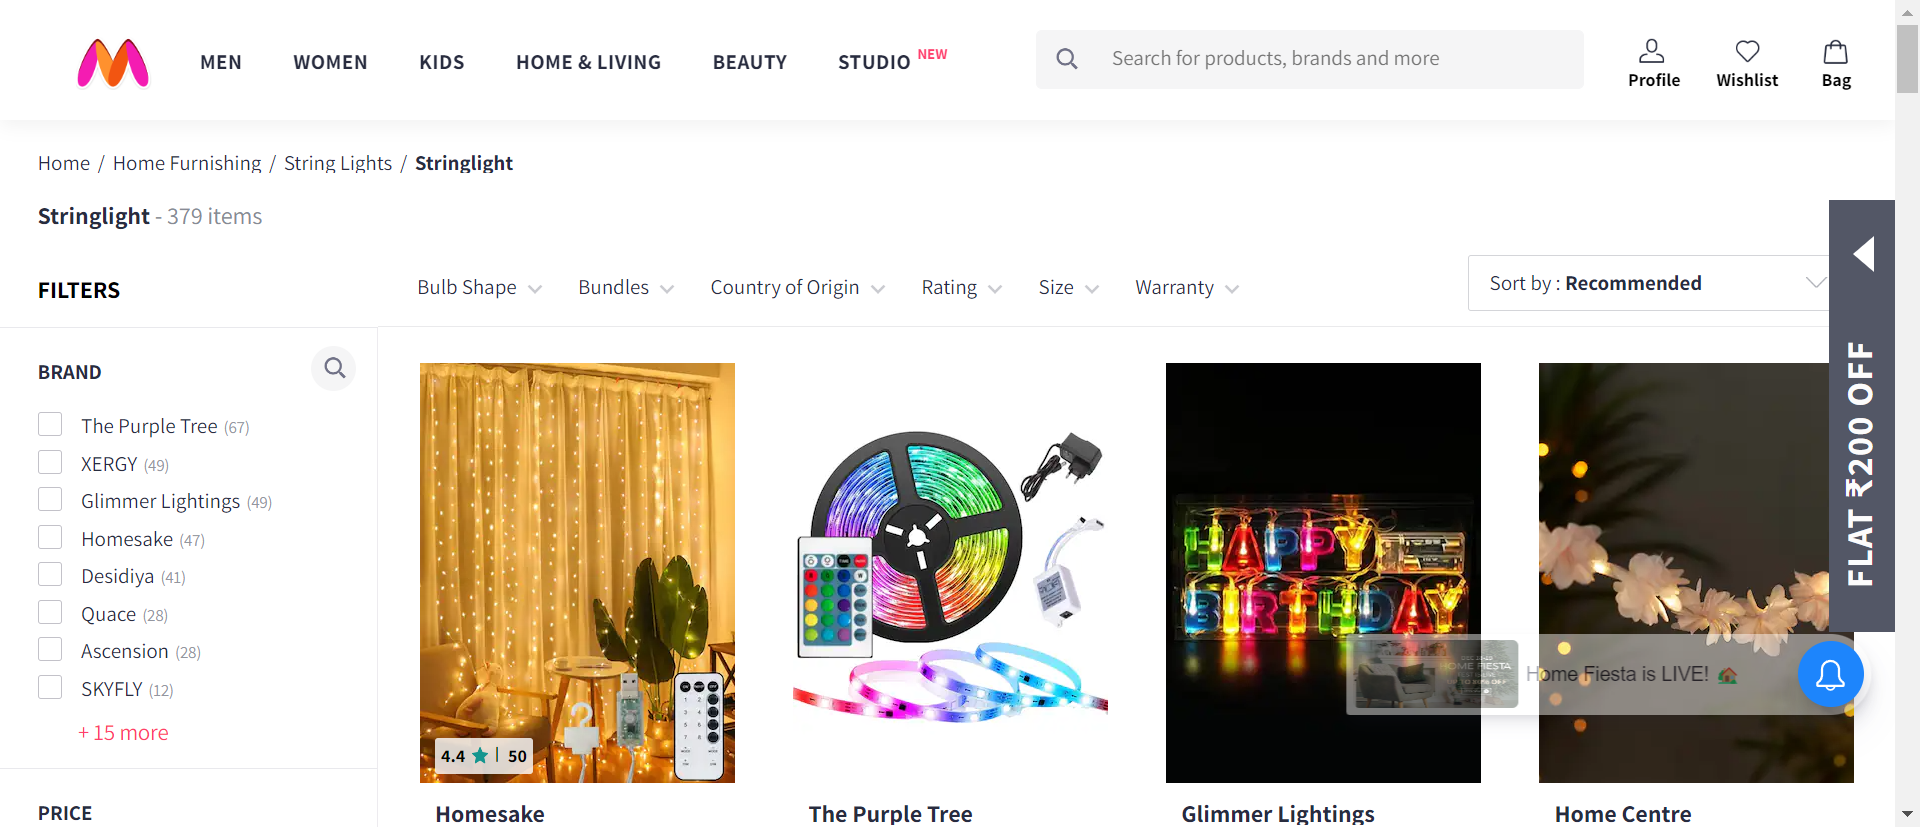 MEN WOMEN KIDS HOME & LIVING BEAUTY STUDIO NEW
Search for products, brands and more
Profile Wishlist Bag
Home / Home Furnishing / String Lights / Stringlight
Stringlight - 379 items
FILTERS
Bulb Shape Bundles Country of Origin Rating Size Warranty
Sort by : Recommended
BRAND
The Purple Tree (67)
XERGY (49)
Glimmer Lightings (49)
Homesake (47)
Desidiya (41)
Quace (28)
Ascension (28)
SKYFLY (12)
+ 15 more
PRICE
4.4 | 50
HAPPY
BIRTHDAY
HOME FIESTA
Home Fiesta is LIVE!
FLAT ₹200 OFF
Homesake
The Purple Tree
Glimmer Lightings
Home Centre